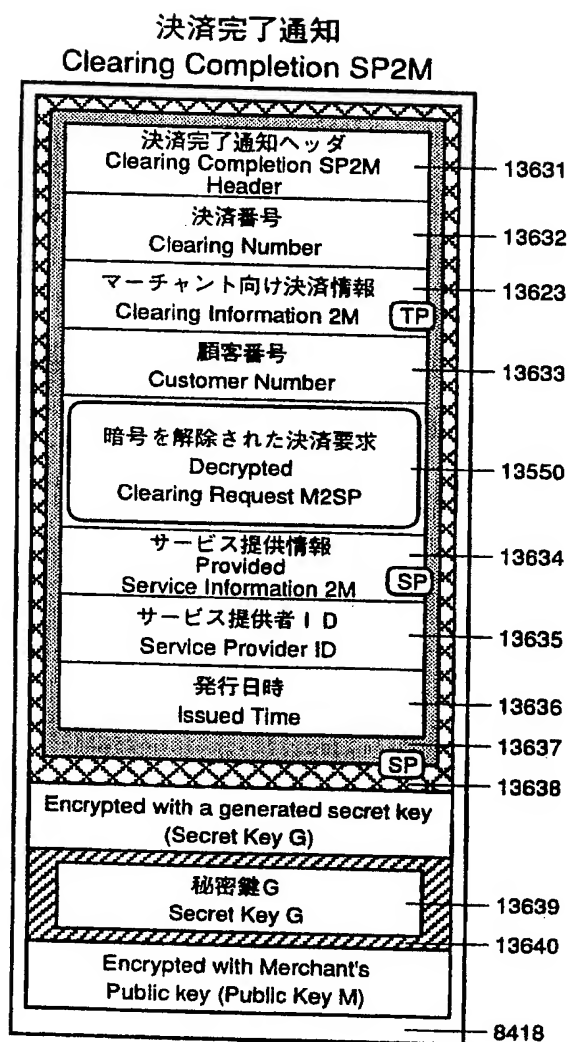 決済完了通知
Clearing Completion SP2M
決済完了通知ヘッダ
Clearing Completion SP2M
Header
13631
決済番号
Clearing Number
13632
マーチャント向け決済情報
Clearing Information 2M
TP
13623
顧客番号
Customer Number
13633
暗号を解除された決済要求
Decrypted
Clearing Request M2SP
13550
サービス提供情報
Provided
Service Information 2M
SP
13634
サービス提供者ID
Service Provider ID
13635
発行日時
Issued Time
13636
13637
SP
13638
Encrypted with a generated secret key
(Secret Key G)
秘密鍵G
Secret Key G
13639
13640
Encrypted with Merchant's
Public key (Public Key M)
8418